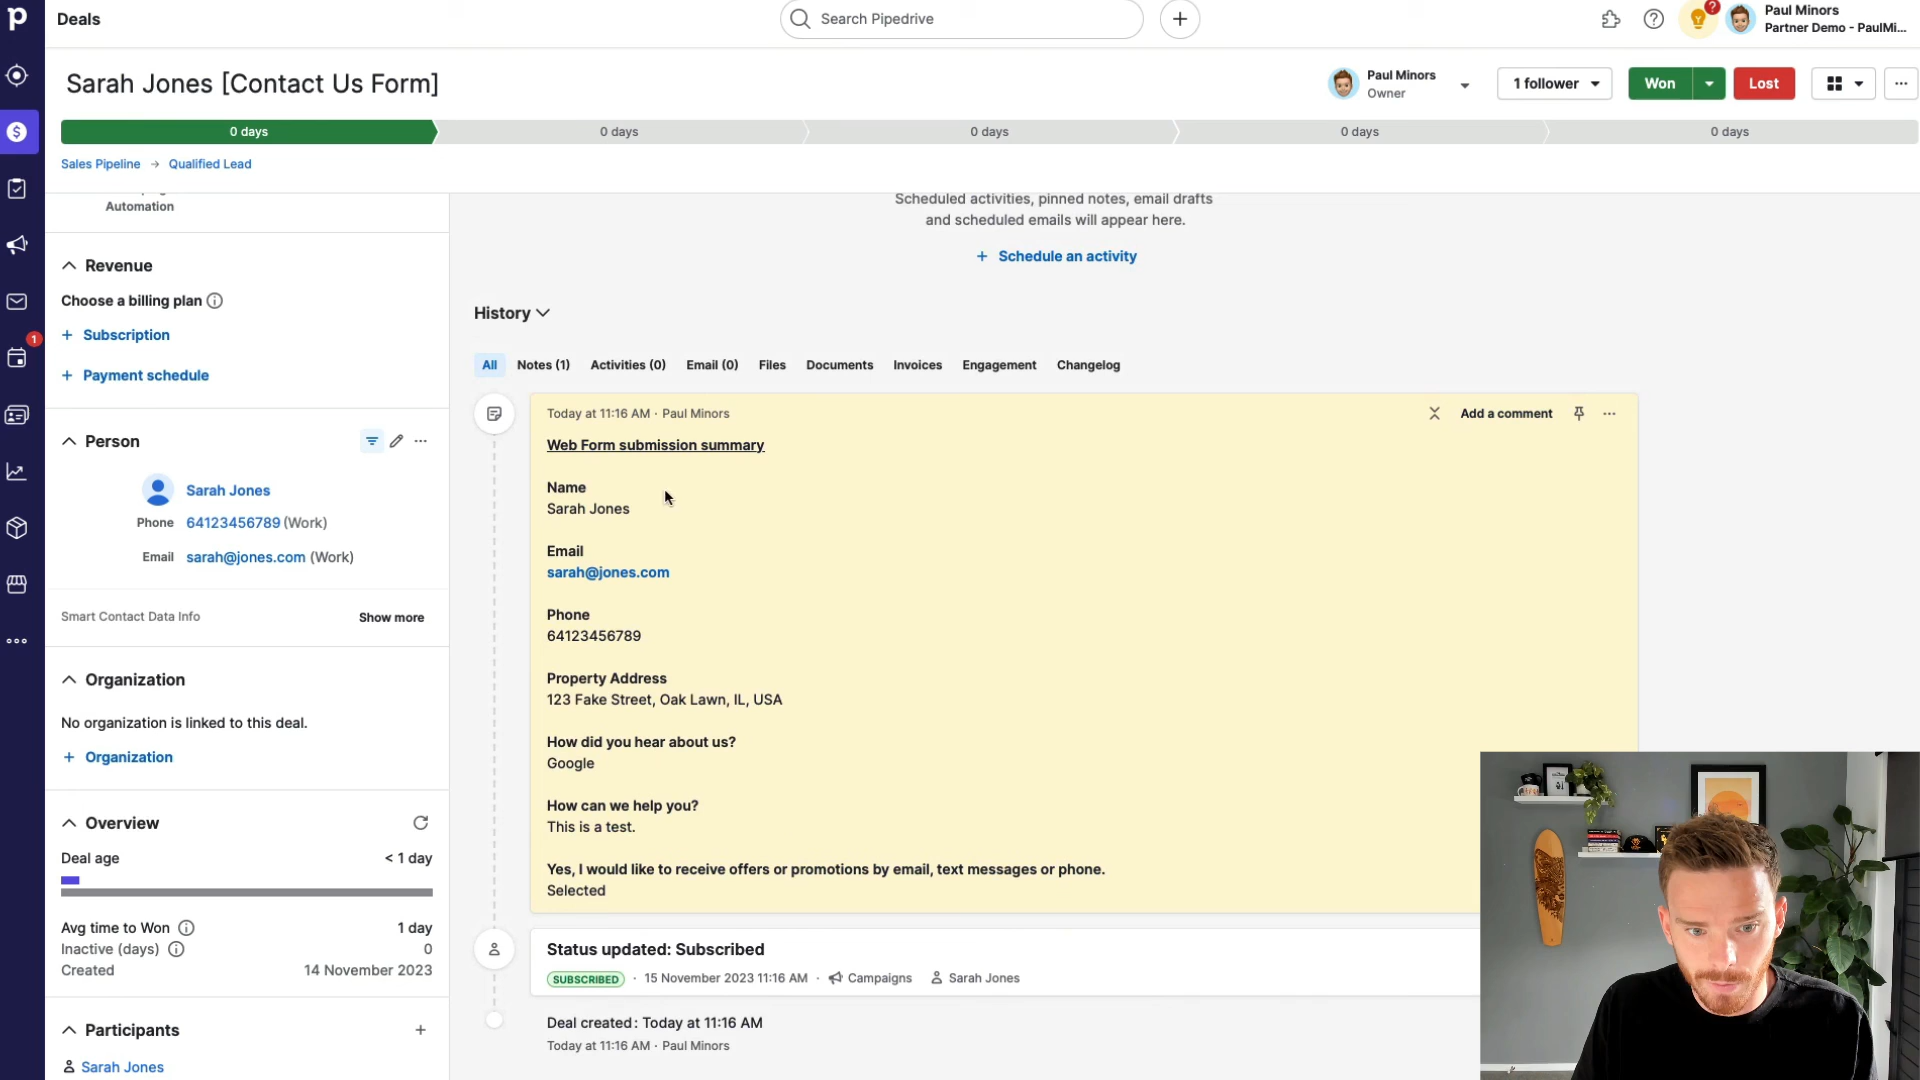 Deals
Search Pipedrive
?
Paul Minors
Partner Demo - PaulMi...
Sarah Jones [Contact Us Form]
Paul Minors
Owner
1 follower
Won
Lost
0 days
0 days
0 days
0 days
0 days
Sales Pipeline → Qualified Lead
Automation
Revenue
Choose a billing plan
+ Subscription
+ Payment schedule
1
Person
Sarah Jones
Phone 64123456789 (Work)
Email sarah@jones.com (Work)
Smart Contact Data Info
Show more
Organization
No organization is linked to this deal.
+ Organization
Overview
Deal age < 1 day
Avg time to Won 1 day
Inactive (days) 0
Created 14 November 2023
Participants +
Sarah Jones
Scheduled activities, pinned notes, email drafts
and scheduled emails will appear here.
+ Schedule an activity
History
All Notes (1) Activities (0) Email (0) Files Documents Invoices Engagement Changelog
Today at 11:16 AM · Paul Minors
Add a comment
Web Form submission summary
Name
Sarah Jones
Email
sarah@jones.com
Phone
64123456789
Property Address
123 Fake Street, Oak Lawn, IL, USA
How did you hear about us?
Google
How can we help you?
This is a test.
Yes, I would like to receive offers or promotions by email, text messages or phone.
Selected
Status updated: Subscribed
SUBSCRIBED · 15 November 2023 11:16 AM · Campaigns Sarah Jones
Deal created: Today at 11:16 AM
Today at 11:16 AM · Paul Minors